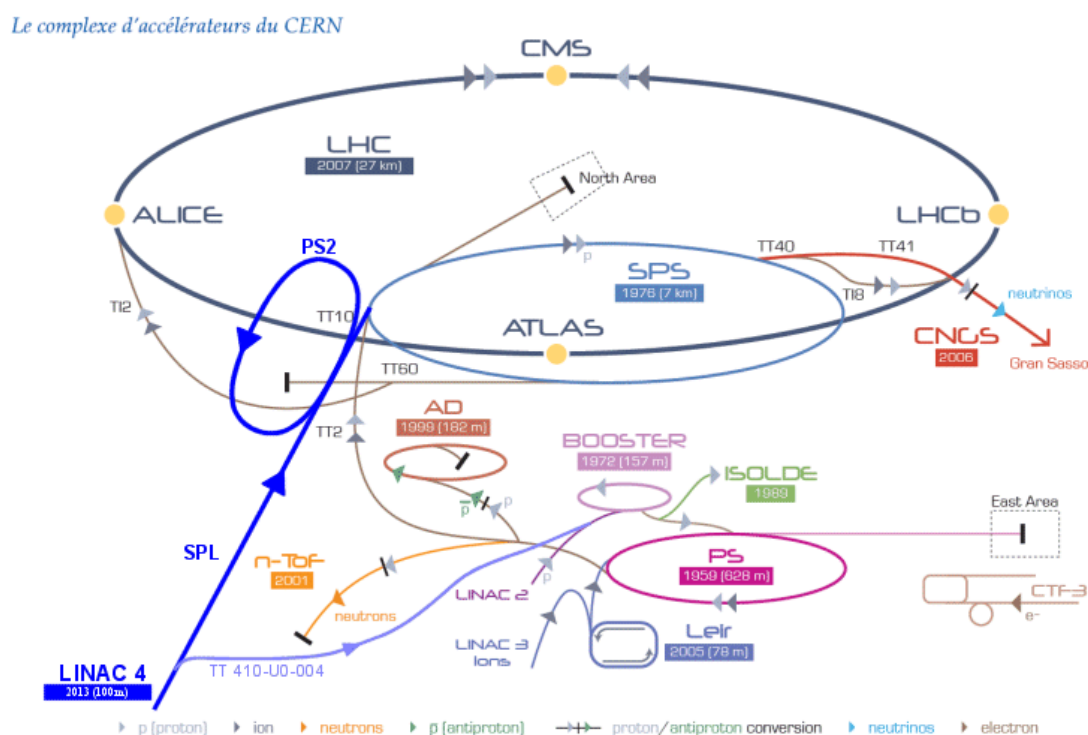 Le complexe d'accélérateurs du CERN
CMS
LHC
2007 (27 km)
North Area
ALICE
LHCb
PS2
TT40
TT41
SPS
1976 (7 km)
p
TI8
neutrinos
TI2
TT10
ATLAS
CNGS
2006
Gran Sasso
TT60
AD
1999 (182 m)
TT2
BOOSTER
1972 (157 m)
ISOLDE
1989
East Area
p̄
p
SPL
n-Tof
2001
PS
1959 (628 m)
p
LINAC 2
neutrons
CTF-3
e-
LINAC 3
Ions
Leir
2005 (78 m)
LINAC 4
2013 (100m)
TT 410-U0-004
p (proton)
ion
neutrons
p̄ (antiproton)
proton/antiproton conversion
neutrinos
electron